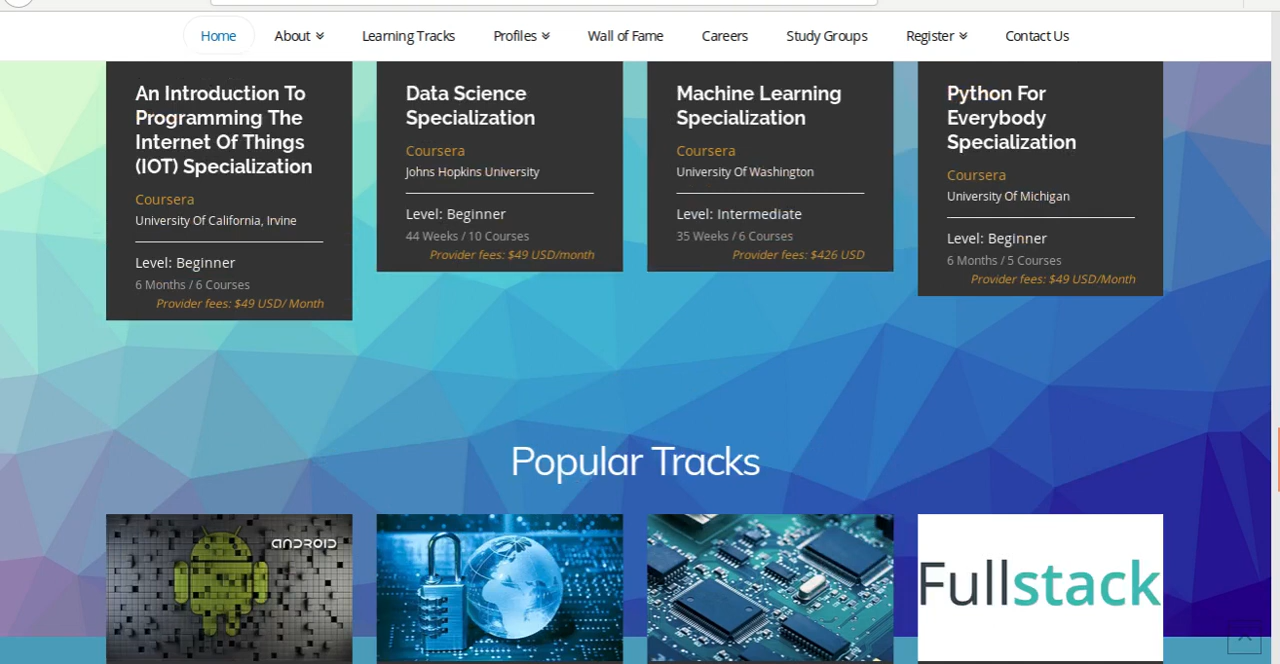 Home About Learning Tracks Profiles Wall of Fame Careers Study Groups Register Contact Us
An Introduction To
Programming The
Internet Of Things
(IOT) Specialization
Coursera
University Of California, Irvine
Level: Beginner
6 Months / 6 Courses
Provider fees: $49 USD/ Month
Data Science
Specialization
Coursera
Johns Hopkins University
Level: Beginner
44 Weeks / 10 Courses
Provider fees: $49 USD/month
Machine Learning
Specialization
Coursera
University Of Washington
Level: Intermediate
35 Weeks / 6 Courses
Provider fees: $426 USD
Python For
Everybody
Specialization
Coursera
University Of Michigan
Level: Beginner
6 Months / 5 Courses
Provider fees: $49 USD/Month
Popular Tracks
ANDROID
Fullstack